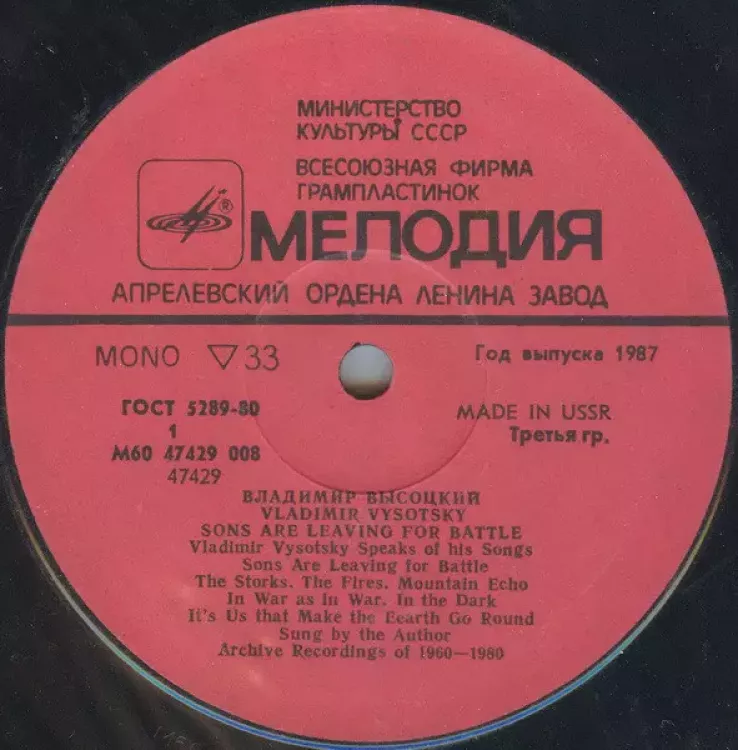 МИНИСТЕРСТВО
КУЛЬТУРЫ СССР
ВСЕСОЮЗНАЯ ФИРМА
ГРАМПЛАСТИНОК
®
МЕЛОДИЯ
АПРЕЛЕВСКИЙ ОРДЕНА ЛЕНИНА ЗАВОД
MONO ▽33
Год выпуска 1987
ГОСТ 5289-80
MADE IN USSR
1
Третья гр.
М60 47429 008
47429
ВЛАДИМИР ВЫСОЦКИЙ
VLADIMIR VYSOTSKY
SONS ARE LEAVING FOR BATTLE
Vladimir Vysotsky Speaks of his Songs
Sons Are Leaving for Battle
The Storks. The Fires. Mountain Echo
In War as In War. In the Dark
It's Us that Make the Eearth Go Round
Sung by the Author
Archive Recordings of 1960—1980